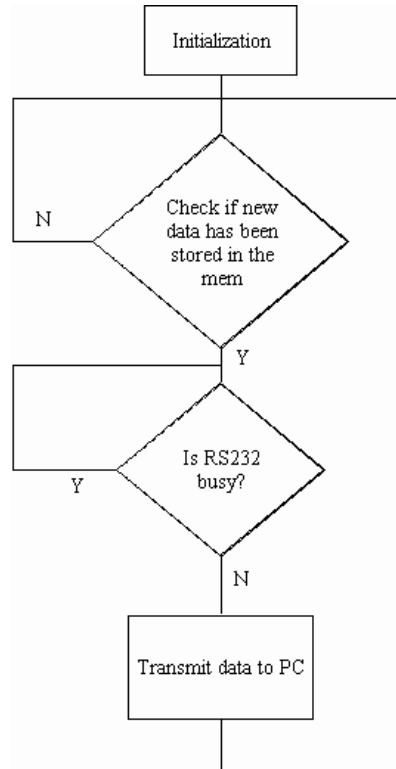 Initialization
N
Check if new
data has been
stored in the
mem
Y
Is RS232
busy?
Y
N
Transmit data to PC